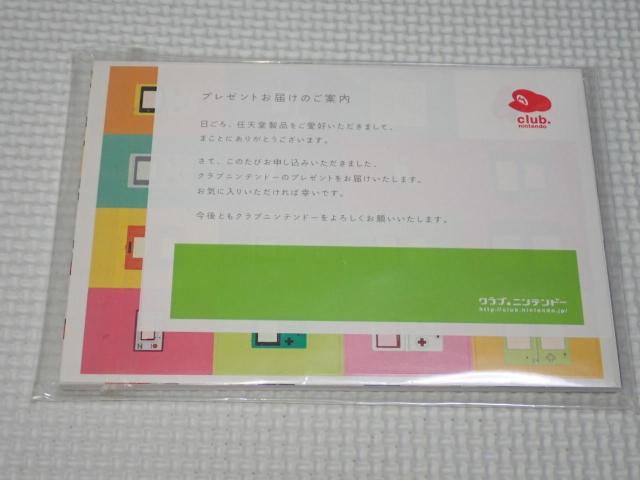 プレゼントお届けのご案内
club.
nintendo
日ごろ、任天堂製品をご愛好いただきまして、
まことにありがとうございます。
さて、このたびお申し込みいただきました、
クラブニンテンドーのプレゼントをお届けいたします。
お気に入りいただければ幸いです。
今後ともクラブニンテンドーをよろしくお願いいたします。
クラブニンテンドー
http://club.nintendo.jp/